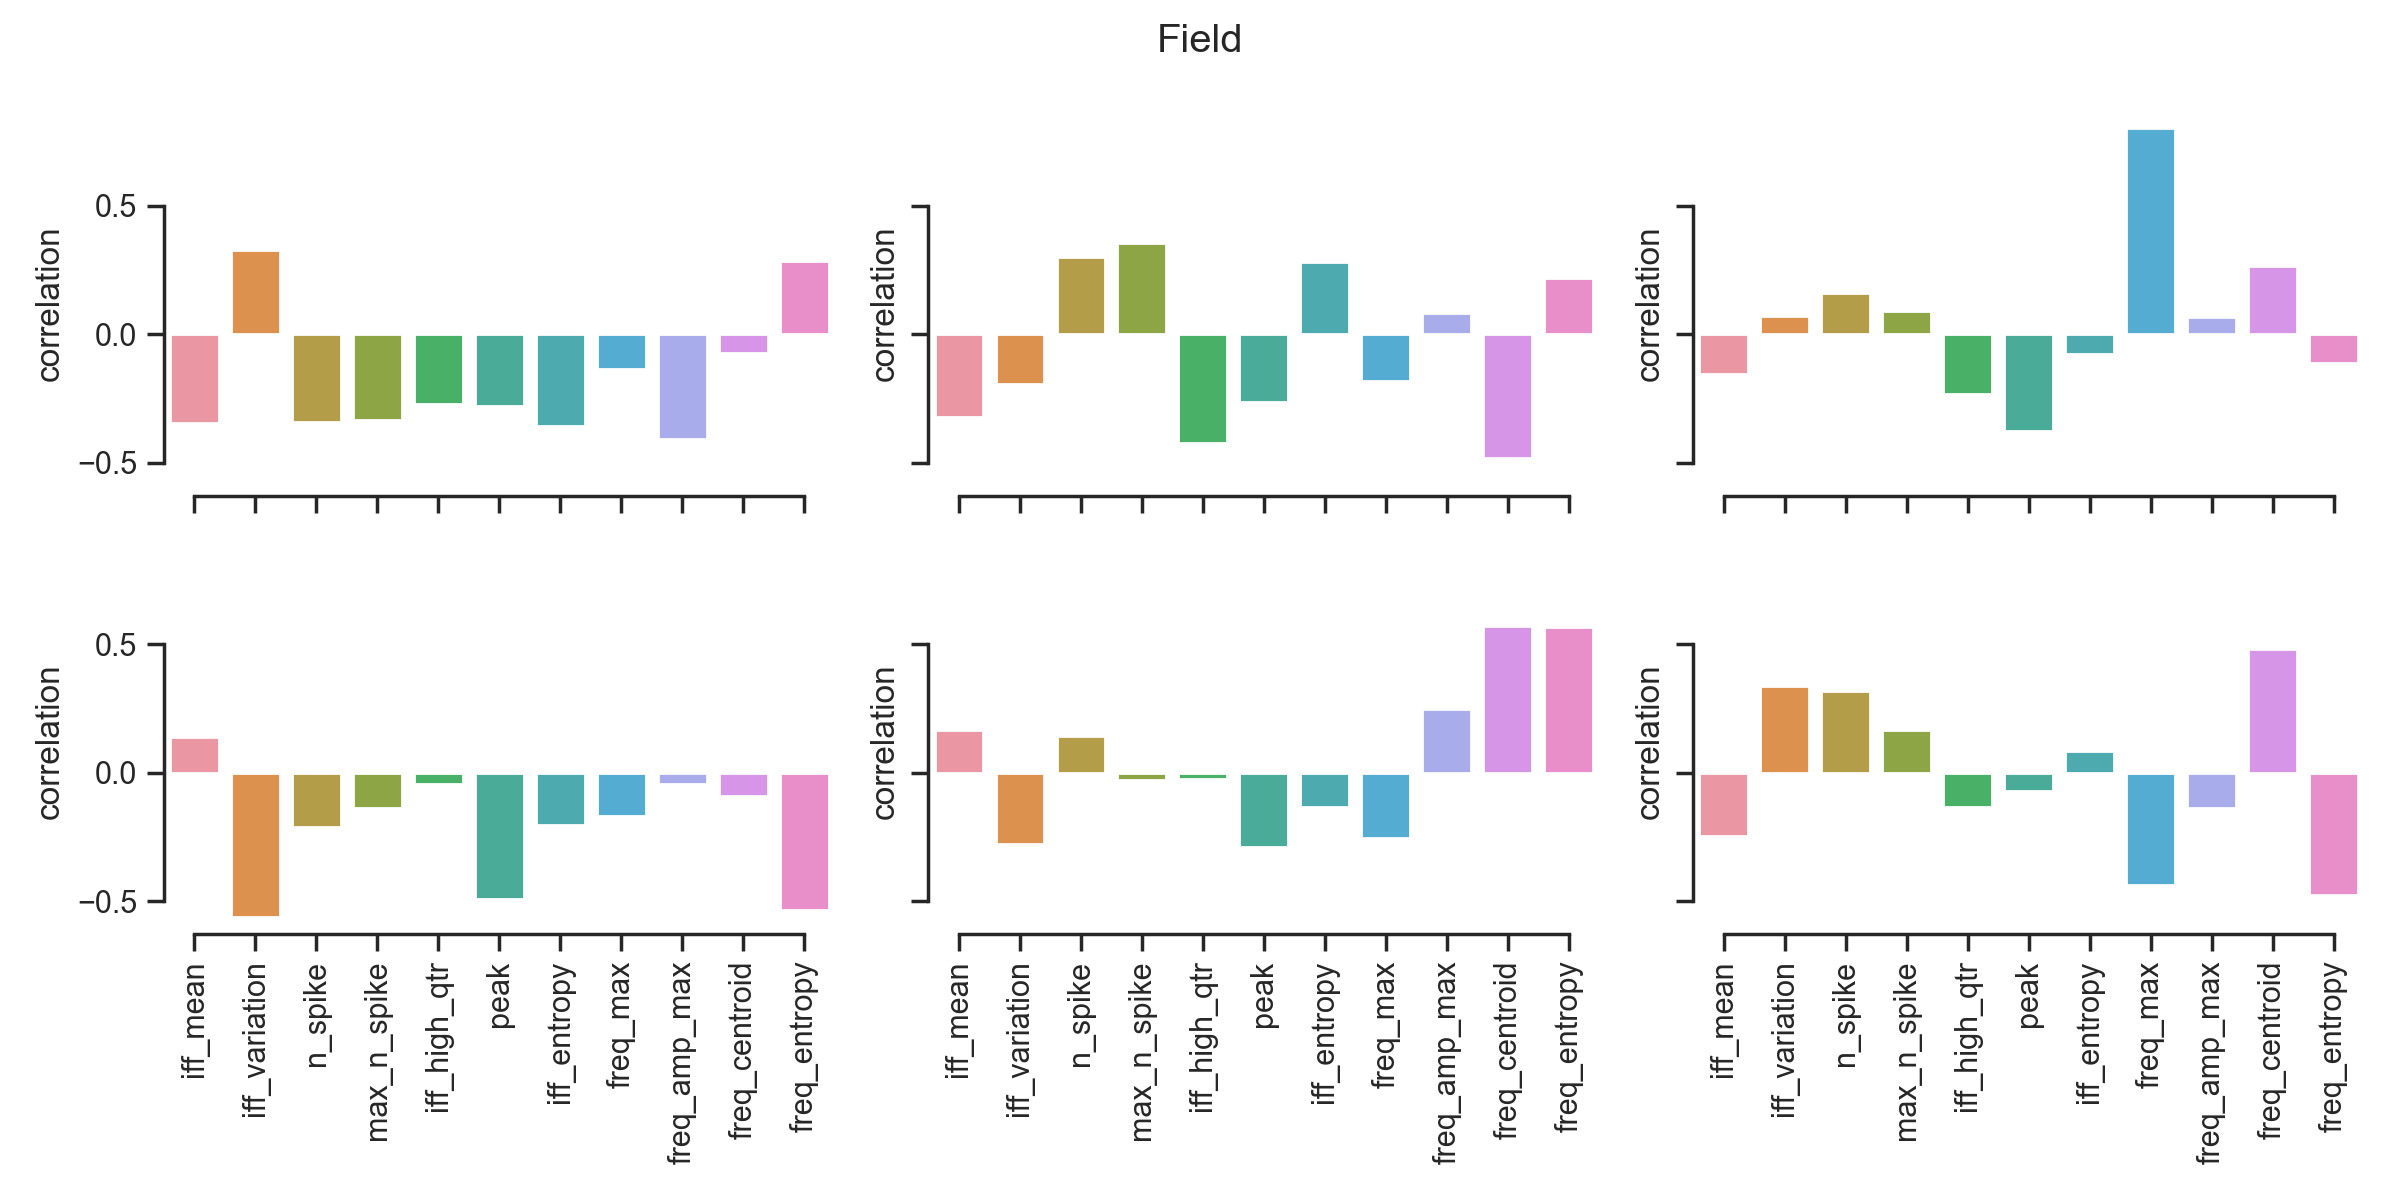 Field
correlation
0.5
0.0
−0.5
correlation
correlation
correlation
0.5
0.0
−0.5
iff_mean
iff_variation
n_spike
max_n_spike
iff_high_qtr
peak
iff_entropy
freq_max
freq_amp_max
freq_centroid
freq_entropy
correlation
iff_mean
iff_variation
n_spike
max_n_spike
iff_high_qtr
peak
iff_entropy
freq_max
freq_amp_max
freq_centroid
freq_entropy
correlation
iff_mean
iff_variation
n_spike
max_n_spike
iff_high_qtr
peak
iff_entropy
freq_max
freq_amp_max
freq_centroid
freq_entropy